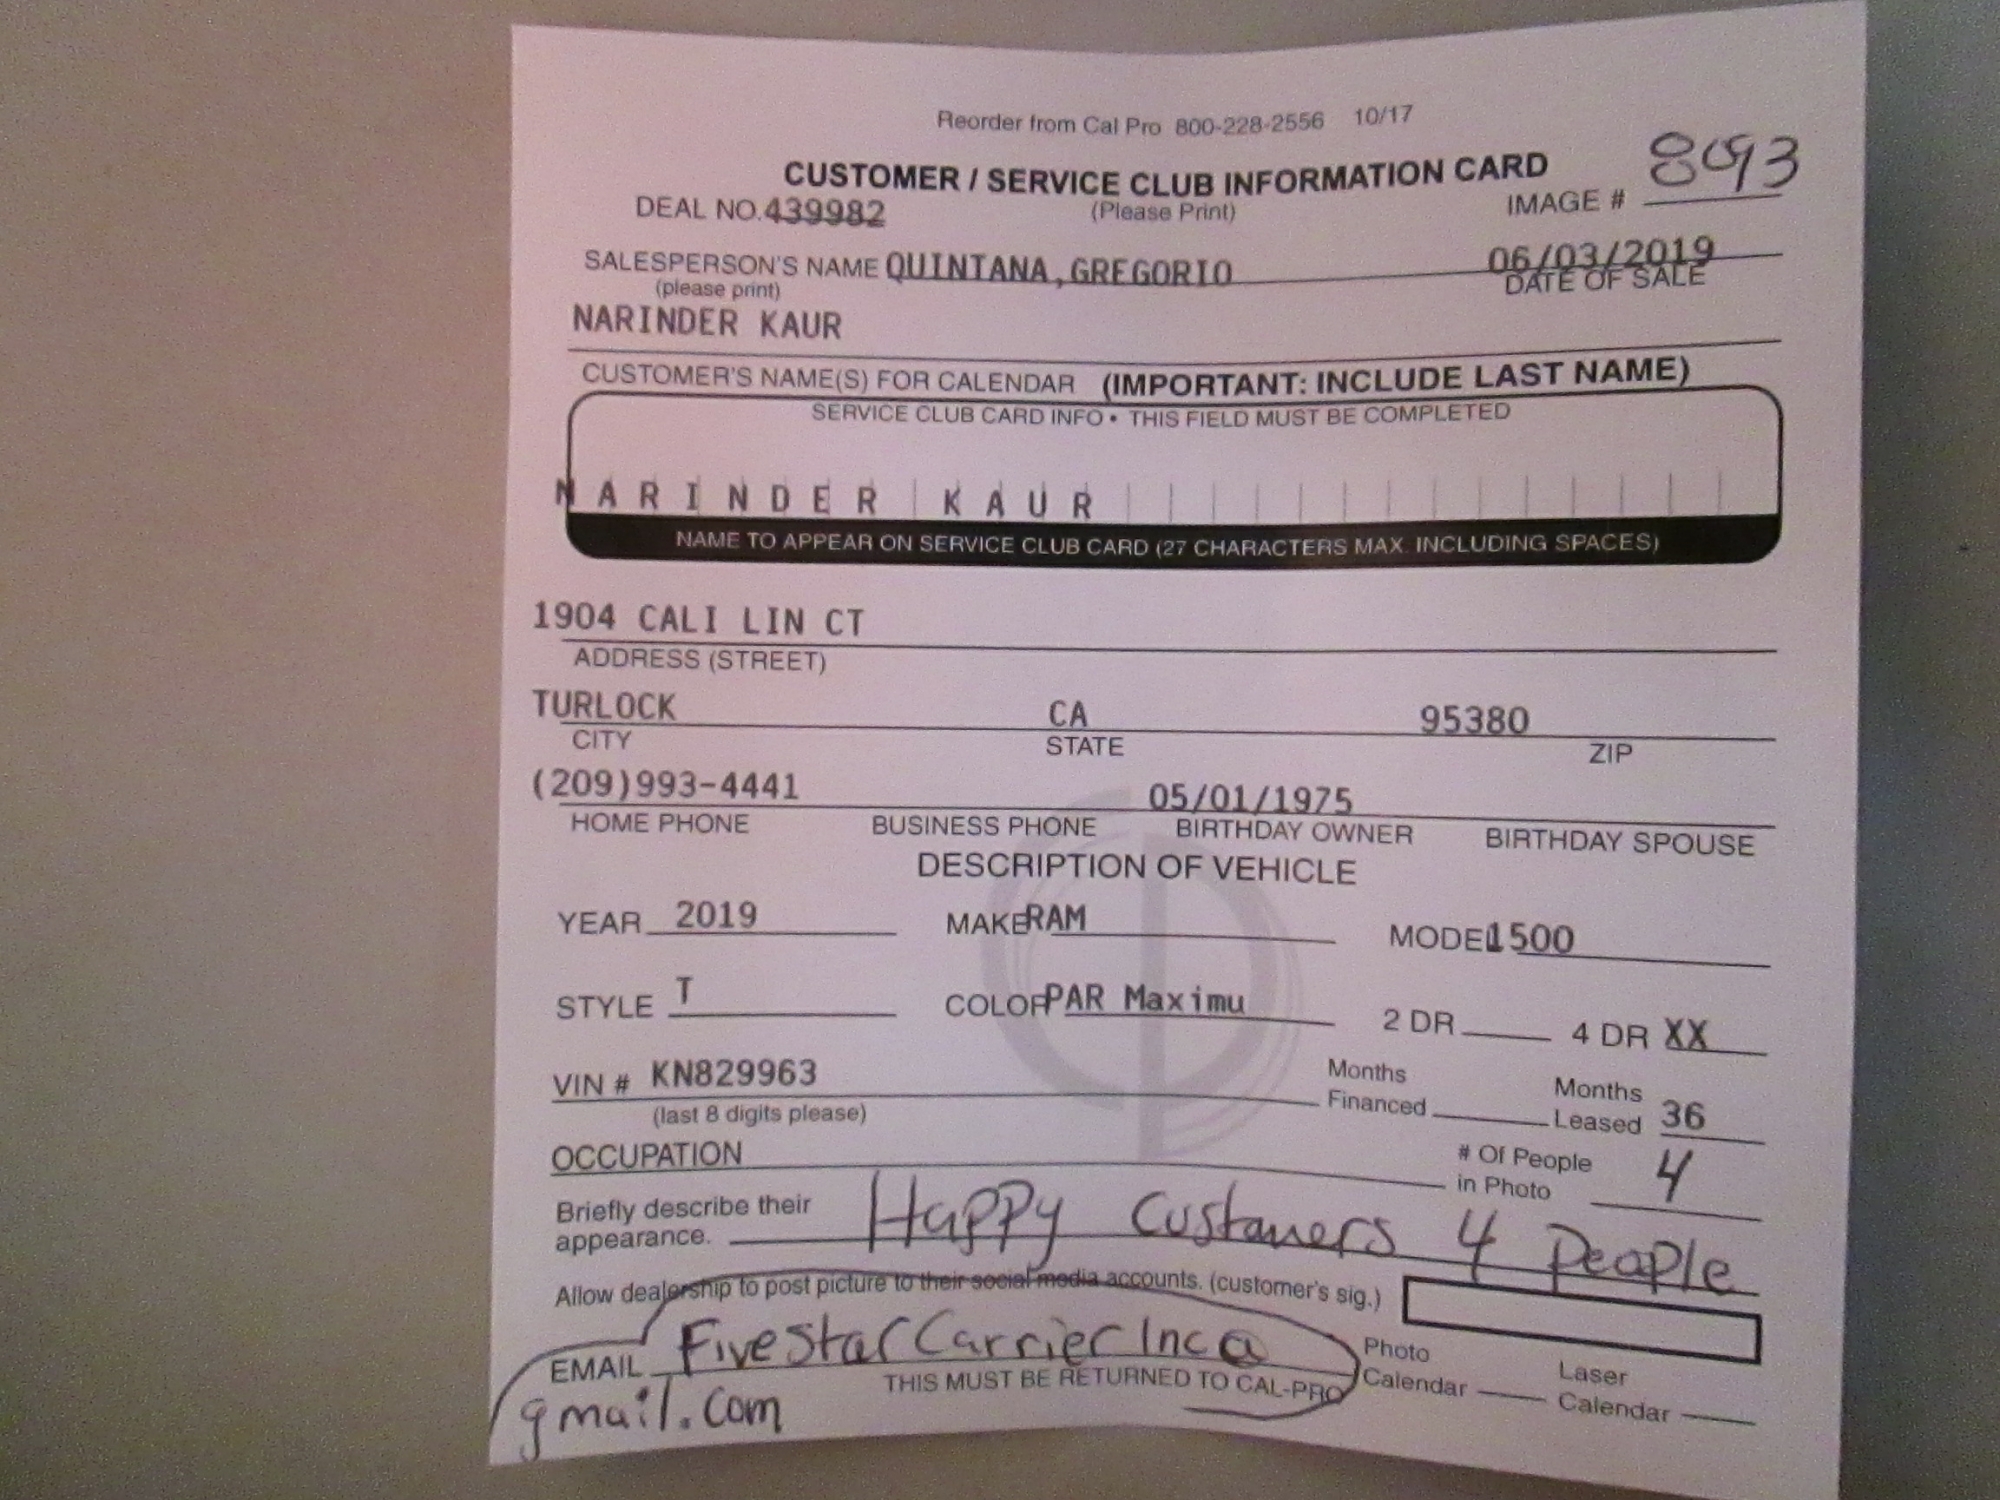 Reorder from Cal Pro 800-228-2556 10/17
CUSTOMER / SERVICE CLUB INFORMATION CARD
(Please Print)
IMAGE # 8093
DEAL NO. 439982
SALESPERSON'S NAME QUINTANA,GREGORIO 06/03/2019
(please print) DATE OF SALE
NARINDER KAUR
CUSTOMER'S NAME(S) FOR CALENDAR (IMPORTANT: INCLUDE LAST NAME)
SERVICE CLUB CARD INFO • THIS FIELD MUST BE COMPLETED
NARINDER KAUR
NAME TO APPEAR ON SERVICE CLUB CARD (27 CHARACTERS MAX. INCLUDING SPACES)
1904 CALI LIN CT
ADDRESS (STREET)
TURLOCK CA 95380
CITY STATE ZIP
(209)993-4441 05/01/1975
HOME PHONE BUSINESS PHONE BIRTHDAY OWNER BIRTHDAY SPOUSE
DESCRIPTION OF VEHICLE
YEAR 2019 MAKE RAM MODEL 1500
STYLE T COLOR PAR Maximu 2 DR 4 DR XX
VIN # KN829963 Months Financed Months Leased 36
(last 8 digits please)
OCCUPATION # Of People in Photo 4
Briefly describe their appearance. Happy Custamers 4 People
Allow dealership to post picture to their social media accounts. (customer's sig.)
EMAIL FiveStarCarrierInc@
gmail.com
THIS MUST BE RETURNED TO CAL-PRO
Photo Calendar Laser Calendar